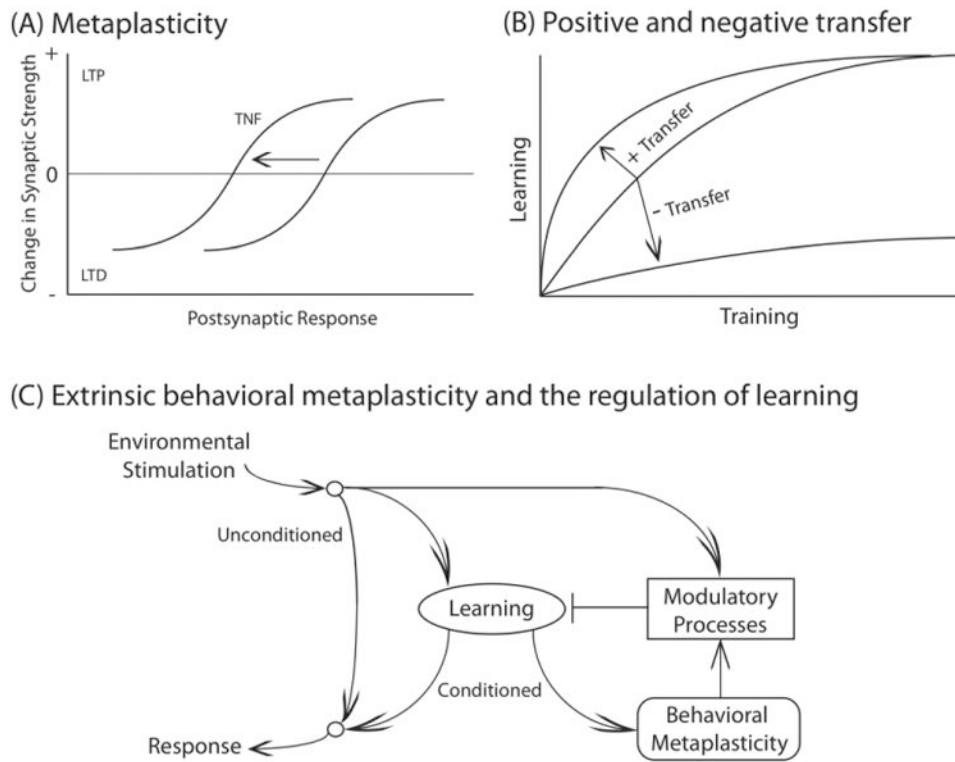 (A) Metaplasticity
+
LTP
TNF
0
LTD
-
Change in Synaptic Strength
Postsynaptic Response
(B) Positive and negative transfer
+ Transfer
- Transfer
Learning
Training
(C) Extrinsic behavioral metaplasticity and the regulation of learning
Environmental
Stimulation
Unconditioned
Learning
Modulatory
Processes
Conditioned
Behavioral
Metaplasticity
Response